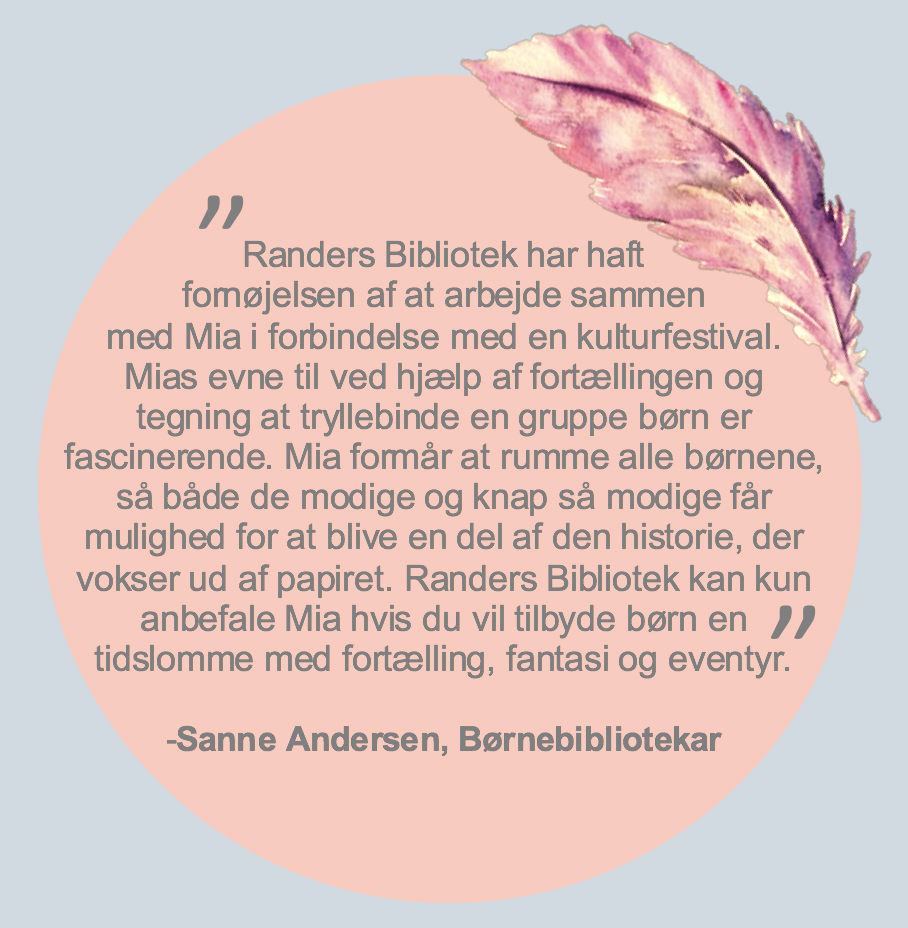 ”
Randers Bibliotek har haft
fornøjelsen af at arbejde sammen
med Mia i forbindelse med en kulturfestival.
Mias evne til ved hjælp af fortællingen og
tegning at tryllebinde en gruppe børn er
fascinerende. Mia formår at rumme alle børnene,
så både de modige og knap så modige får
mulighed for at blive en del af den historie, der
vokser ud af papiret. Randers Bibliotek kan kun
anbefale Mia hvis du vil tilbyde børn en
tidslomme med fortælling, fantasi og eventyr. ”
-Sanne Andersen, Børnebibliotekar